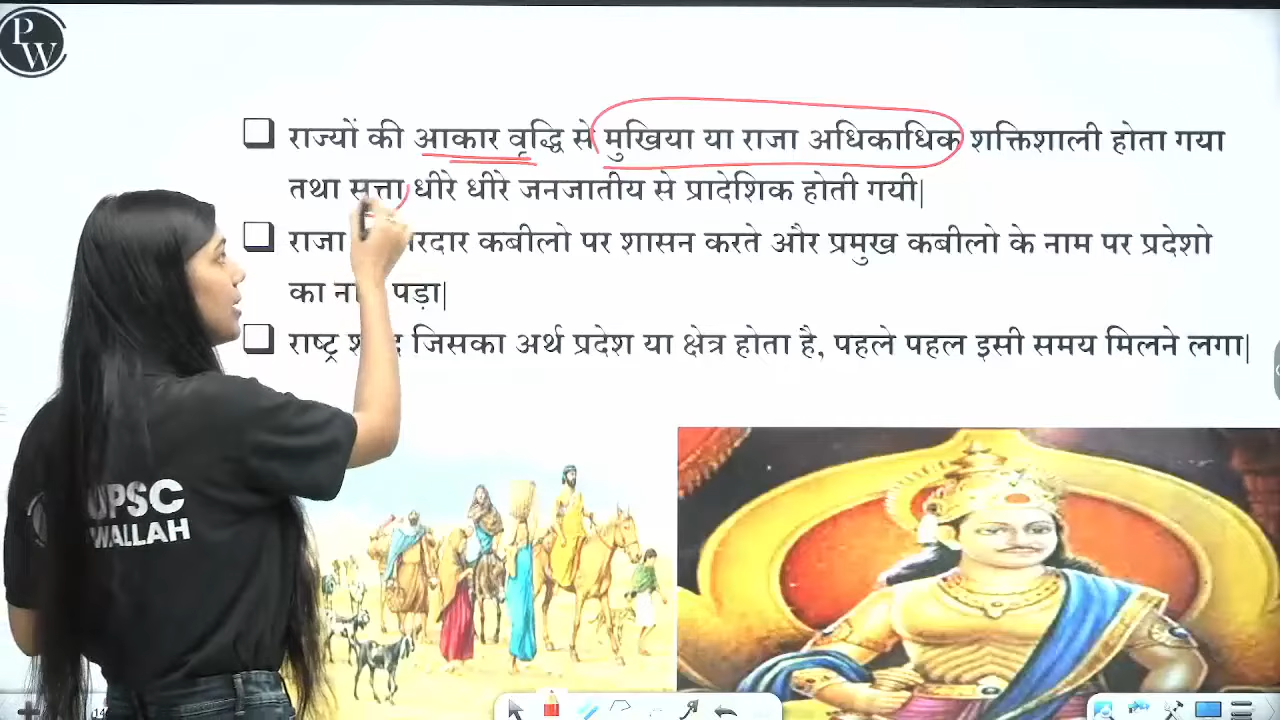 PW
राज्यों की आकार वृद्धि से मुखिया या राजा अधिकाधिक शक्तिशाली होता गया
तथा सत्ता धीरे धीरे जनजातीय से प्रादेशिक होती गयी|
राजा कबीलो पर शासन करते और प्रमुख कबीलो के नाम पर प्रदेशो
का पड़ा|
राष्ट्र जिसका अर्थ प्रदेश या क्षेत्र होता है, पहले पहल इसी समय मिलने लगा|
UPSC
WALLAH